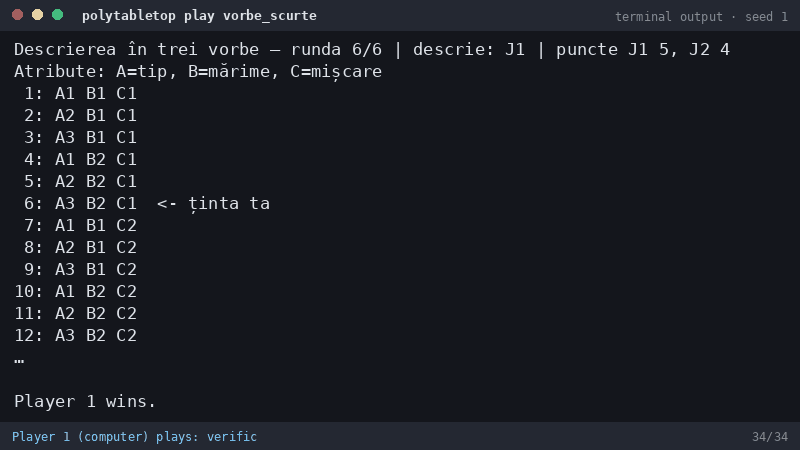 polytabletop play vorbe_scurte
terminal output · seed 1
Descrierea în trei vorbe — runda 6/6 | descrie: J1 | puncte J1 5, J2 4
Atribute: A=tip, B=mărime, C=mișcare
1: A1 B1 C1
2: A2 B1 C1
3: A3 B1 C1
4: A1 B2 C1
5: A2 B2 C1
6: A3 B2 C1 <- ținta ta
7: A1 B1 C2
8: A2 B1 C2
9: A3 B1 C2
10: A1 B2 C2
11: A2 B2 C2
12: A3 B2 C2
…
Player 1 wins.
Player 1 (computer) plays: verific
34/34